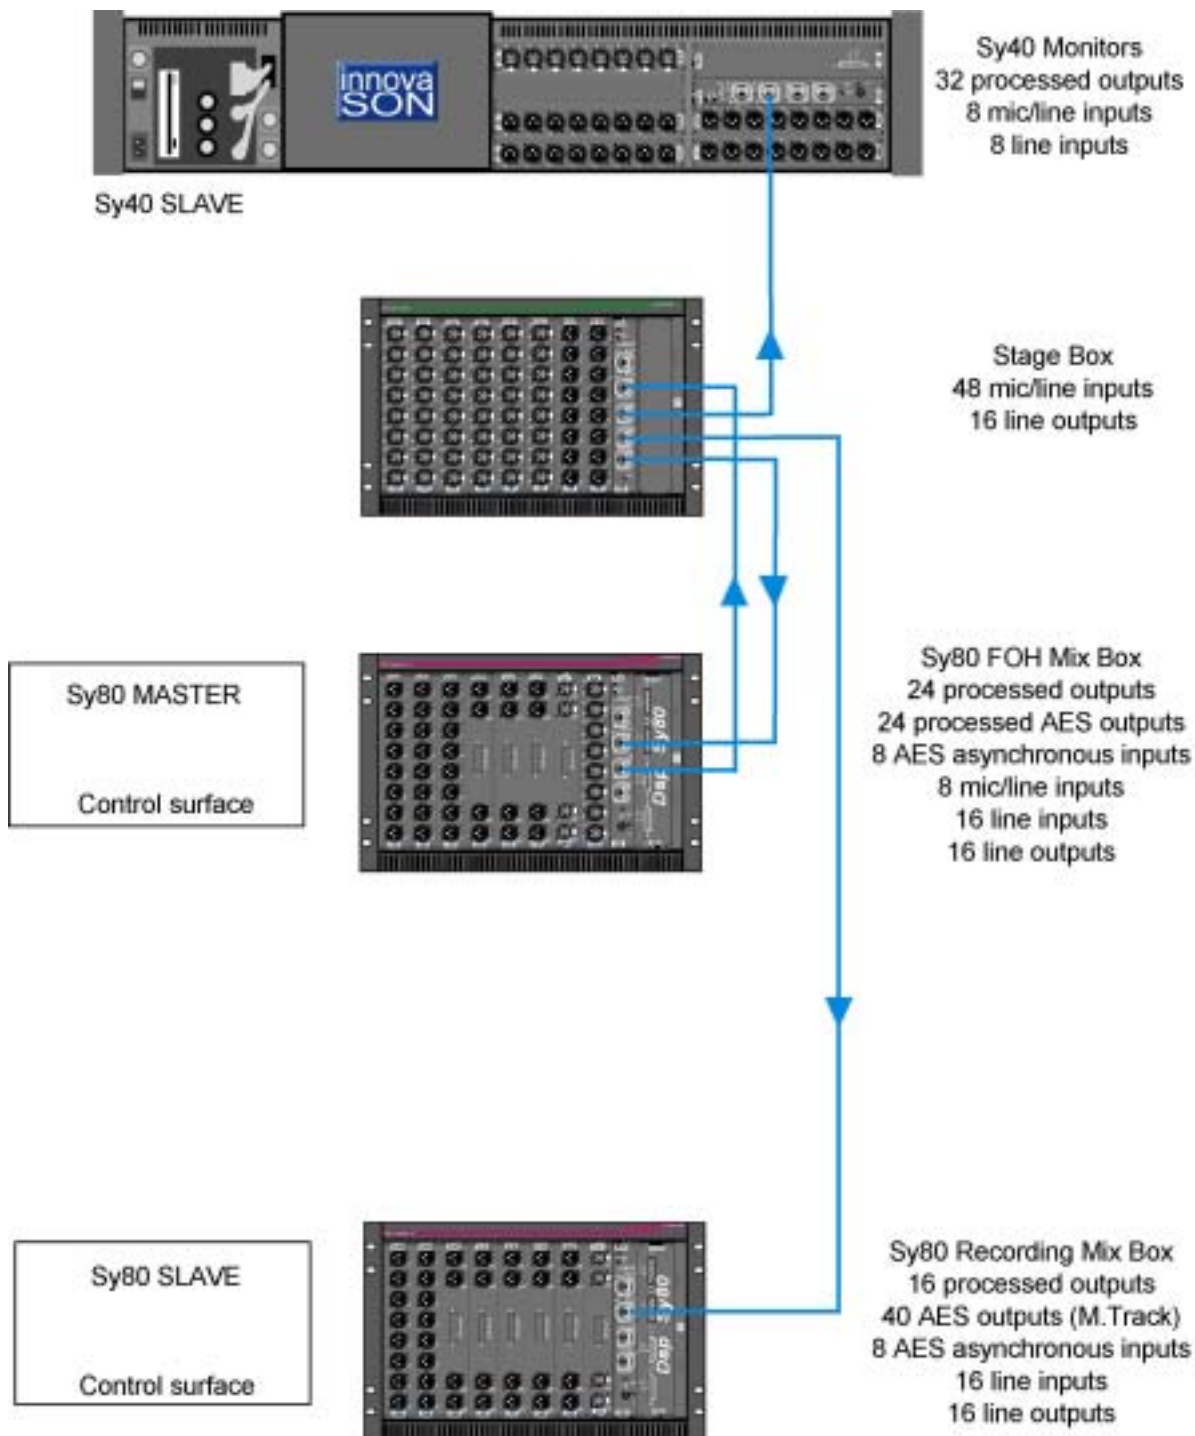 innova
SON
Sy40 Monitors
32 processed outputs
8 mic/line inputs
8 line inputs
Sy40 SLAVE
Stage Box
48 mic/line inputs
16 line outputs
Sy80 MASTER
Control surface
Dsp Sy80
Sy80 FOH Mix Box
24 processed outputs
24 processed AES outputs
8 AES asynchronous inputs
8 mic/line inputs
16 line inputs
16 line outputs
Sy80 SLAVE
Control surface
Dsp Sy80
Sy80 Recording Mix Box
16 processed outputs
40 AES outputs (M.Track)
8 AES asynchronous inputs
16 line inputs
16 line outputs